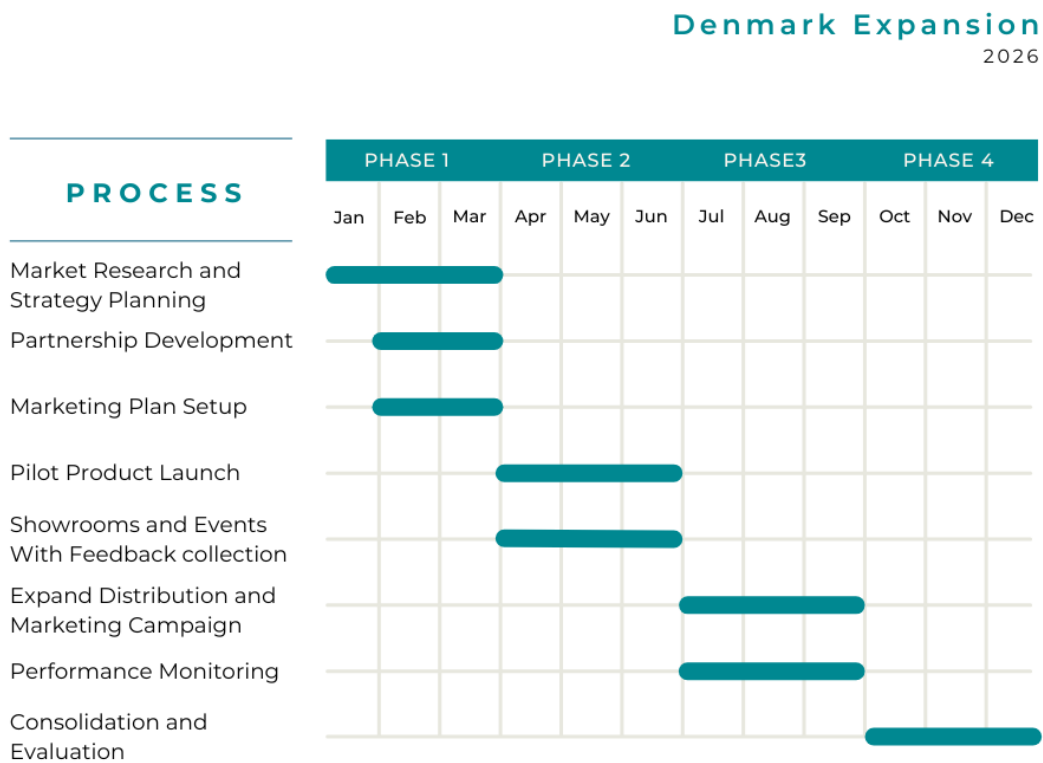 Denmark Expansion
2026
PROCESS
PHASE 1 PHASE 2 PHASE3 PHASE 4
Jan Feb Mar Apr May Jun Jul Aug Sep Oct Nov Dec
Market Research and
Strategy Planning
Partnership Development
Marketing Plan Setup
Pilot Product Launch
Showrooms and Events
With Feedback collection
Expand Distribution and
Marketing Campaign
Performance Monitoring
Consolidation and
Evaluation